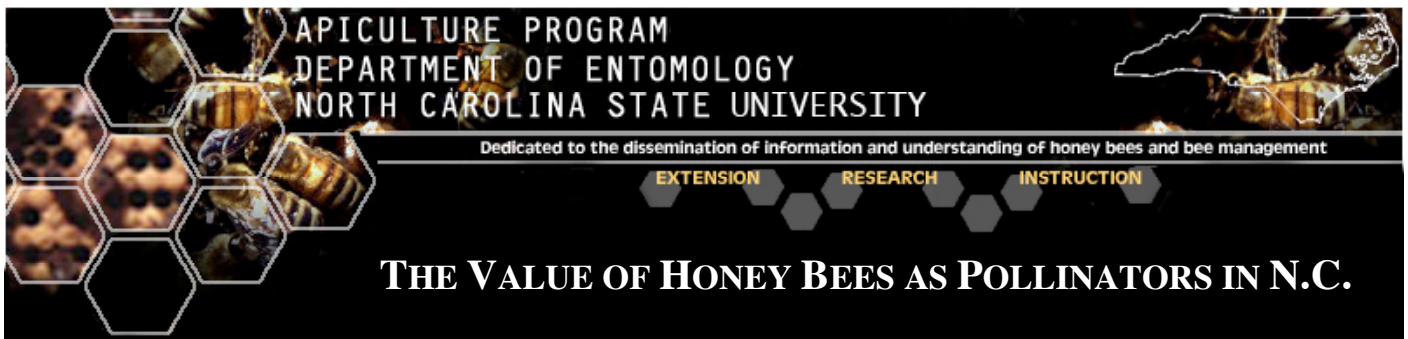 APICULTURE PROGRAM
DEPARTMENT OF ENTOMOLOGY
NORTH CAROLINA STATE UNIVERSITY
Dedicated to the dissemination of information and understanding of honey bees and bee management
EXTENSION RESEARCH INSTRUCTION
THE VALUE OF HONEY BEES AS POLLINATORS IN N.C.